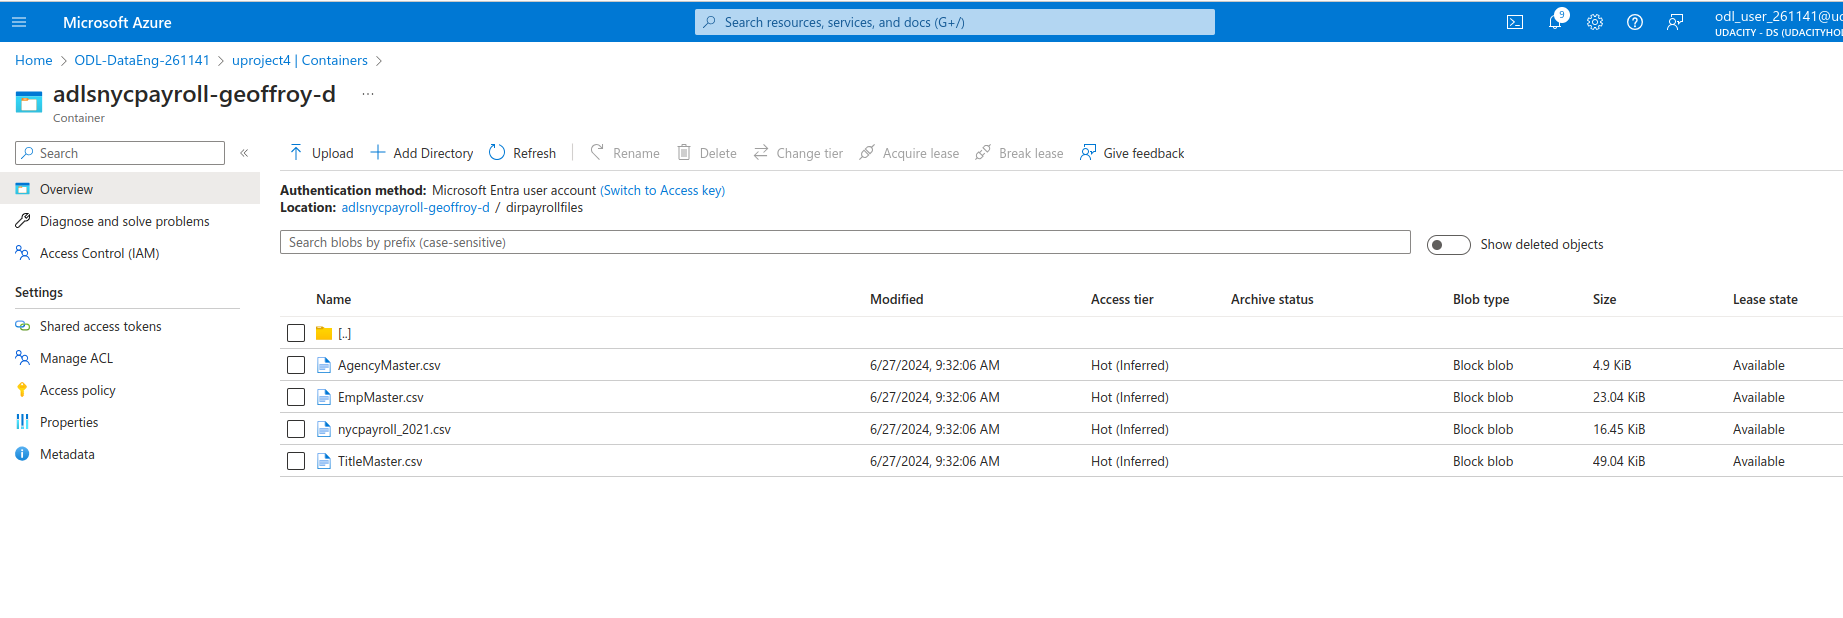 Microsoft Azure
Search resources, services, and docs (G+/)
9
odl_user_261141@u
UDACITY - DS (UDACITYHO
Home > ODL-DataEng-261141 > uproject4 | Containers >
adlsnycpayroll-geoffroy-d ...
Container
Search «
Upload Add Directory Refresh Rename Delete Change tier Acquire lease Break lease Give feedback
Overview
Diagnose and solve problems
Access Control (IAM)
Settings
Shared access tokens
Manage ACL
Access policy
Properties
Metadata
Authentication method: Microsoft Entra user account (Switch to Access key)
Location: adlsnycpayroll-geoffroy-d / dirpayrollfiles
Search blobs by prefix (case-sensitive)
Show deleted objects
Name Modified Access tier Archive status Blob type Size Lease state
[..]
AgencyMaster.csv 6/27/2024, 9:32:06 AM Hot (Inferred) Block blob 4.9 KiB Available
EmpMaster.csv 6/27/2024, 9:32:06 AM Hot (Inferred) Block blob 23.04 KiB Available
nycpayroll_2021.csv 6/27/2024, 9:32:06 AM Hot (Inferred) Block blob 16.45 KiB Available
TitleMaster.csv 6/27/2024, 9:32:06 AM Hot (Inferred) Block blob 49.04 KiB Available